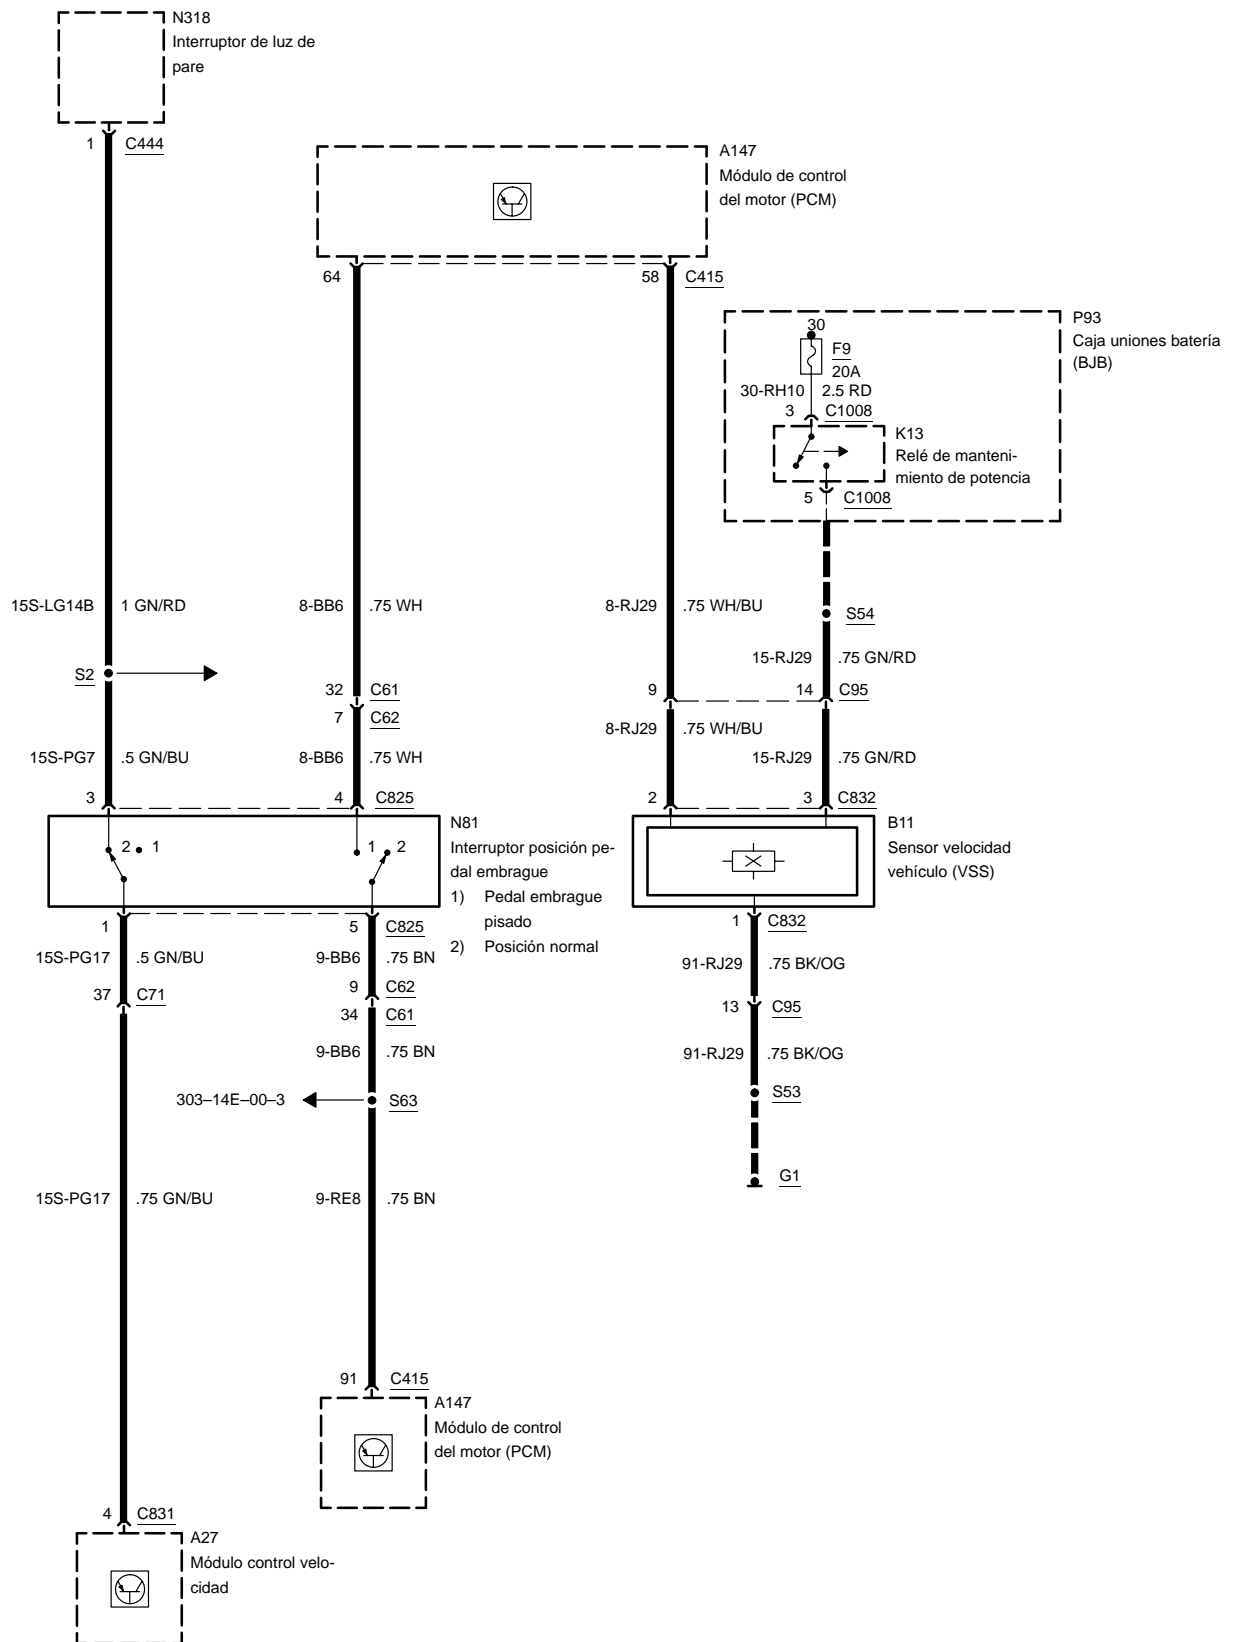 N318
Interruptor de luz de
pare
1 C444
A147
Módulo de control
del motor (PCM)
64 58 C415
P93
Caja uniones batería
(BJB)
30
F9
20A
30-RH10 2.5 RD
3 C1008
K13
Relé de manteni-
miento de potencia
5 C1008
15S-LG14B 1 GN/RD 8-BB6 .75 WH 8-RJ29 .75 WH/BU
S54
15-RJ29 .75 GN/RD
S2
32 C61 9 14 C95
7 C62
8-RJ29 .75 WH/BU
15S-PG7 .5 GN/BU 8-BB6 .75 WH 15-RJ29 .75 GN/RD
3 4 C825 2 3 C832
N81
Interruptor posición pe-
dal embrague
1) Pedal embrague
pisado
2) Posición normal
2 1 1 2
B11
Sensor velocidad
vehículo (VSS)
1 5 C825 1 C832
15S-PG17 .5 GN/BU 9-BB6 .75 BN 91-RJ29 .75 BK/OG
37 C71 9 C62
34 C61 13 C95
9-BB6 .75 BN 91-RJ29 .75 BK/OG
303–14E–00–3 S63 S53
G1
15S-PG17 .75 GN/BU 9-RE8 .75 BN
91 C415
A147
Módulo de control
del motor (PCM)
4 C831
A27
Módulo control velo-
cidad